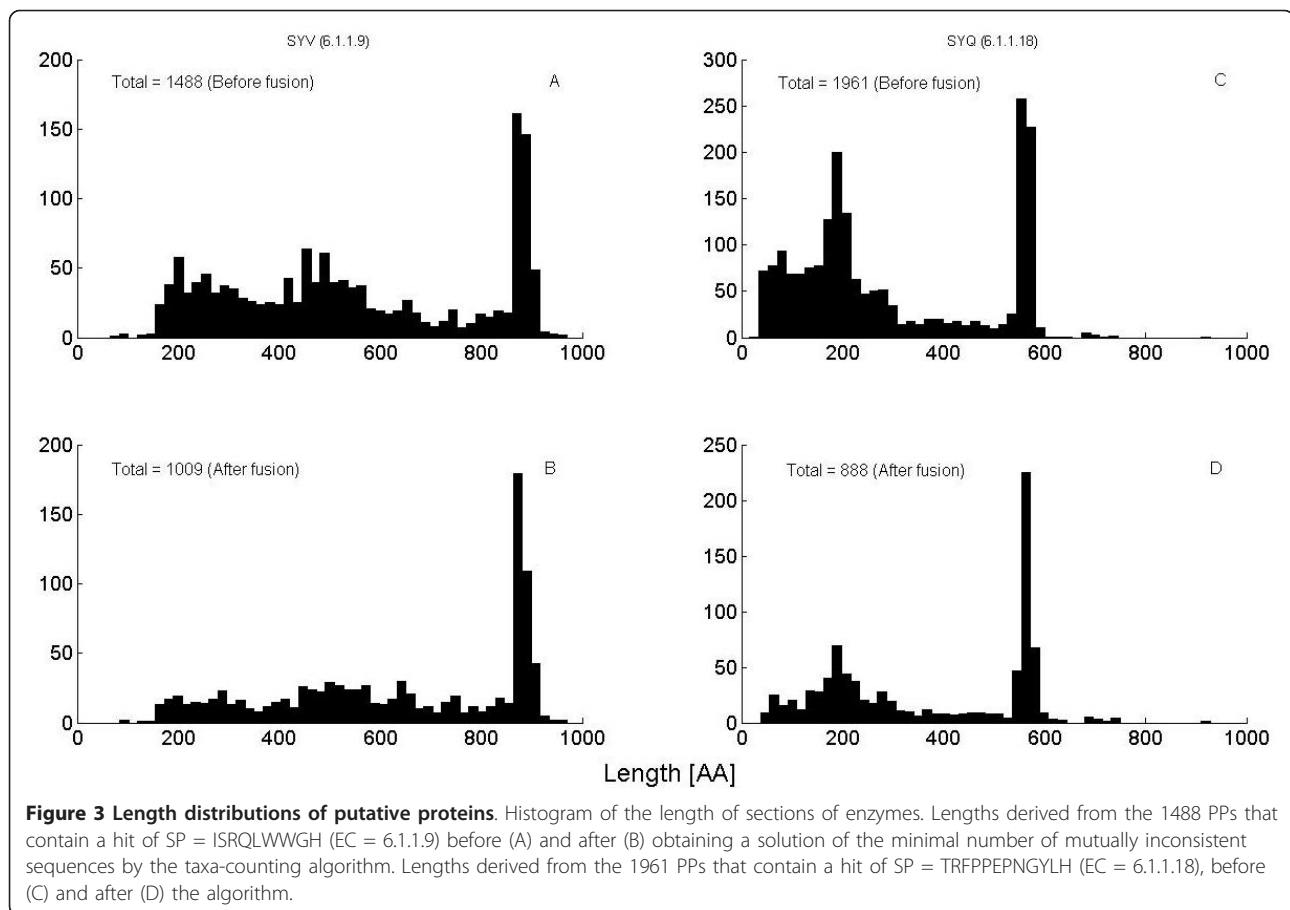 SYV (6.1.1.9)
200
Total = 1488 (Before fusion)
A
150
100
50
0
0 200 400 600 800 1000
SYQ (6.1.1.18)
300
Total = 1961 (Before fusion)
C
250
200
150
100
50
0
0 200 400 600 800 1000
200
Total = 1009 (After fusion)
B
150
100
50
0
0 200 400 600 800 1000
250
Total = 888 (After fusion)
D
200
150
100
50
0
0 200 400 600 800 1000
Length [AA]
Figure 3 Length distributions of putative proteins. Histogram of the length of sections of enzymes. Lengths derived from the 1488 PPs that
contain a hit of SP = ISRQLWWGH (EC = 6.1.1.9) before (A) and after (B) obtaining a solution of the minimal number of mutually inconsistent
sequences by the taxa-counting algorithm. Lengths derived from the 1961 PPs that contain a hit of SP = TRFPPEPNGYLH (EC = 6.1.1.18), before
(C) and after (D) the algorithm.